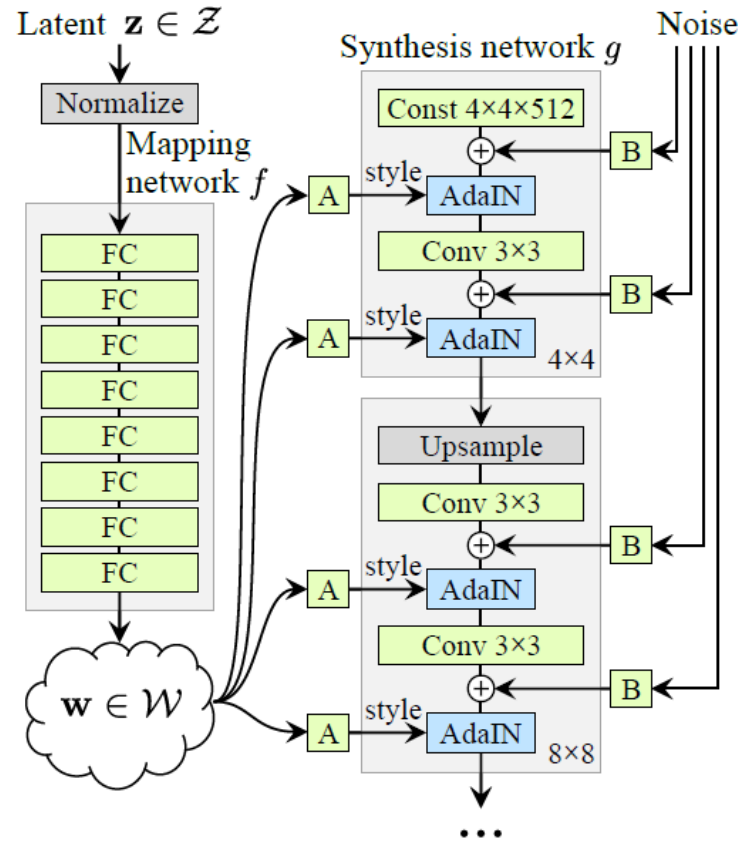 Latent z ∈ 𝒵
Normalize
Mapping
network f
FC
FC
FC
FC
FC
FC
FC
FC
w ∈ 𝒲
Synthesis network g
Noise
Const 4×4×512
B
A
style
AdaIN
Conv 3×3
B
A
style
AdaIN
4×4
Upsample
Conv 3×3
B
A
style
AdaIN
Conv 3×3
B
A
style
AdaIN
8×8
...